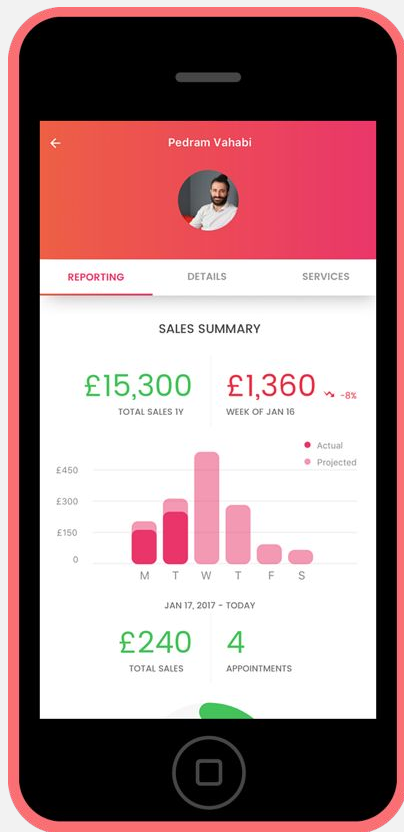 Pedram Vahabi
REPORTING DETAILS SERVICES
SALES SUMMARY
£15,300 £1,360 -8%
TOTAL SALES 1Y WEEK OF JAN 16
Actual
Projected
£450
£300
£150
0
M T W T F S
JAN 17, 2017 - TODAY
£240 4
TOTAL SALES APPOINTMENTS